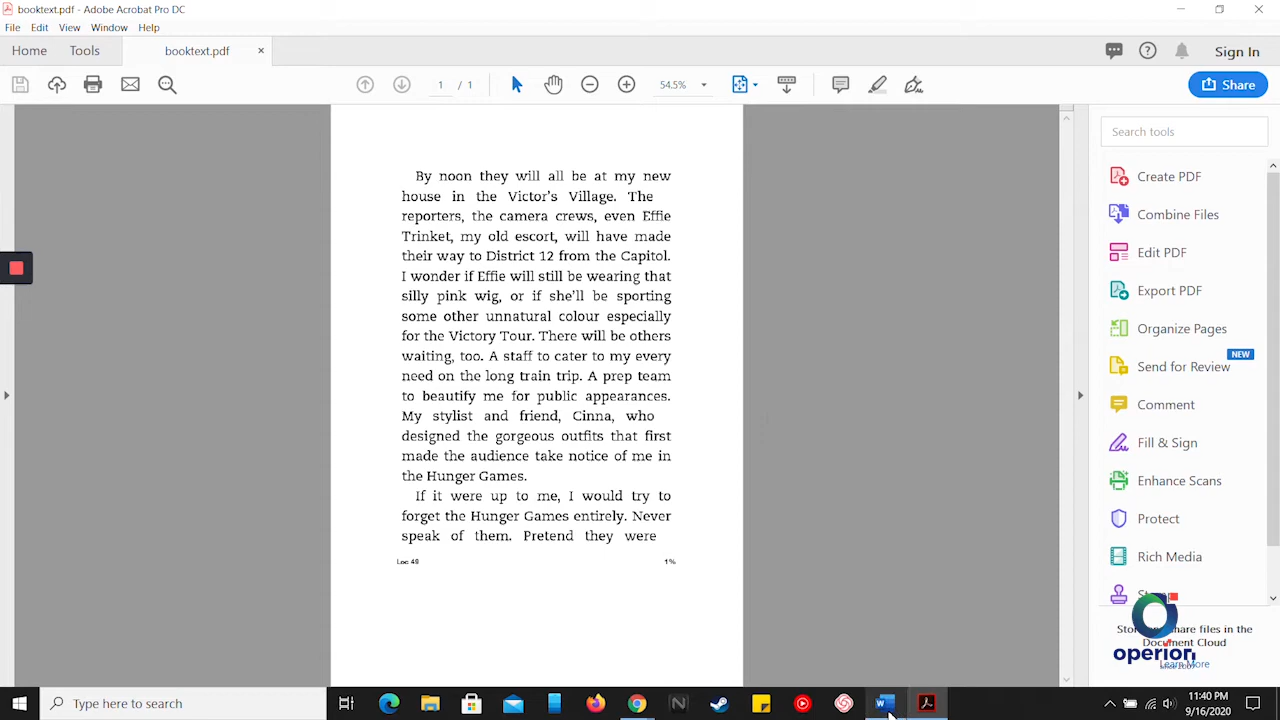 booktext.pdf - Adobe Acrobat Pro DC
File Edit View Window Help
Home Tools booktext.pdf × Sign In
1 / 1 54.5% Share
Search tools
By noon they will all be at my new
house in the Victor's Village. The
reporters, the camera crews, even Effie
Trinket, my old escort, will have made
their way to District 12 from the Capitol.
I wonder if Effie will still be wearing that
silly pink wig, or if she'll be sporting
some other unnatural colour especially
for the Victory Tour. There will be others
waiting, too. A staff to cater to my every
need on the long train trip. A prep team
to beautify me for public appearances.
My stylist and friend, Cinna, who
designed the gorgeous outfits that first
made the audience take notice of me in
the Hunger Games.
If it were up to me, I would try to
forget the Hunger Games entirely. Never
speak of them. Pretend they were
Loc 49 1%
Create PDF
Combine Files
Edit PDF
Export PDF
Organize Pages
NEW
Send for Review
Comment
Fill & Sign
Enhance Scans
Protect
Rich Media
files in the
Document Cloud
operion
Learn More
Type here to search
11:40 PM
9/16/2020